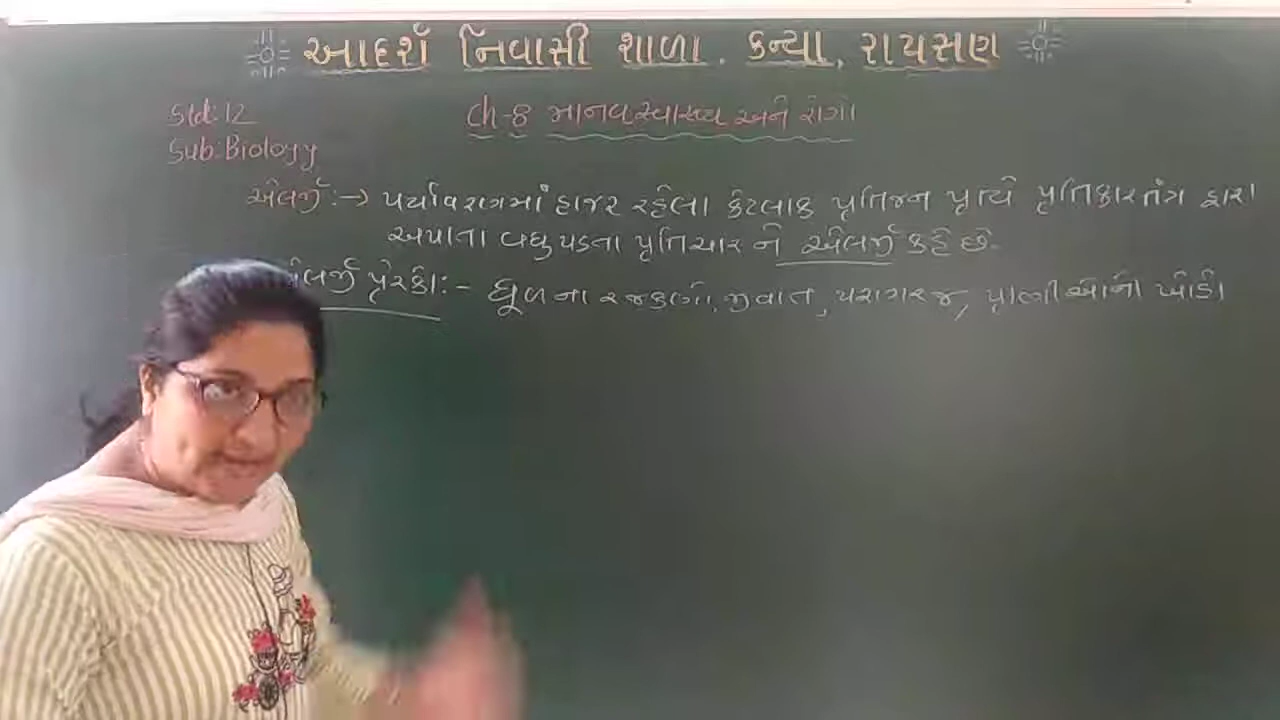 આદર્શ નિવાસી શાળા. કન્યા, રાયસણ
Std: 12
Ch-8 માનવસ્વાસ્થ્ય અને રોગો
Sub: Biology
એલર્જી :→ પર્યાવરણમાં હાજર રહેલા કેટલાક પ્રતિજન પ્રત્યે પ્રતિકારતંત્ર દ્વારા
અપાતા વધુ પડતા પ્રતિચાર ને એલર્જી કહે છે.
એલર્જી પ્રેરકો :- ધૂળના રજકણો, જીવાત, પરાગરજ, પ્રાણીઓનો ખોડો